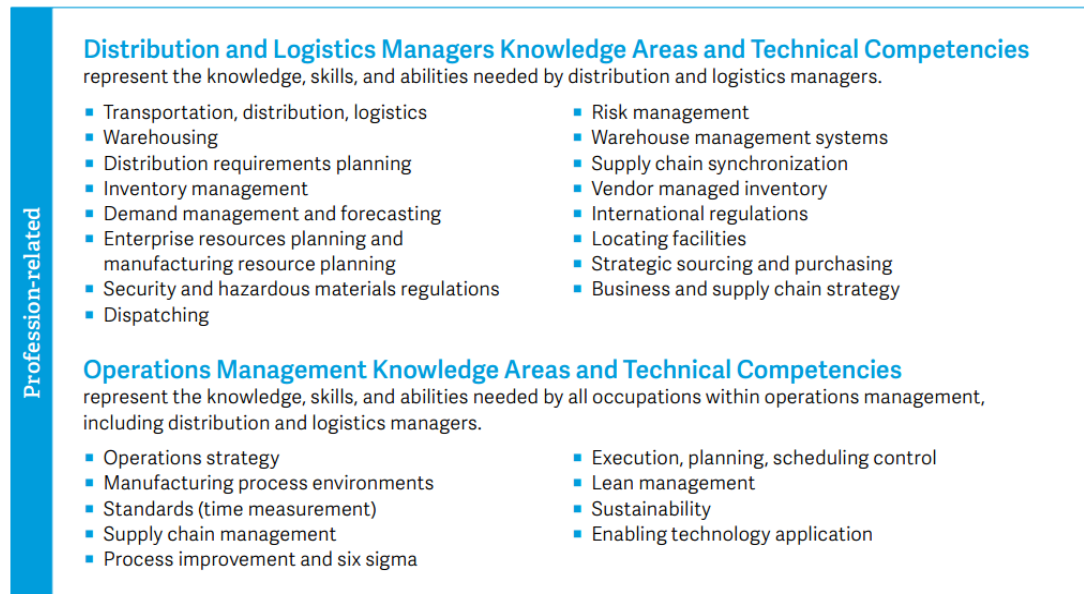 Profession-related
Distribution and Logistics Managers Knowledge Areas and Technical Competencies
represent the knowledge, skills, and abilities needed by distribution and logistics managers.
Transportation, distribution, logistics
Warehousing
Distribution requirements planning
Inventory management
Demand management and forecasting
Enterprise resources planning and
manufacturing resource planning
Security and hazardous materials regulations
Dispatching
Risk management
Warehouse management systems
Supply chain synchronization
Vendor managed inventory
International regulations
Locating facilities
Strategic sourcing and purchasing
Business and supply chain strategy
Operations Management Knowledge Areas and Technical Competencies
represent the knowledge, skills, and abilities needed by all occupations within operations management,
including distribution and logistics managers.
Operations strategy
Manufacturing process environments
Standards (time measurement)
Supply chain management
Process improvement and six sigma
Execution, planning, scheduling control
Lean management
Sustainability
Enabling technology application